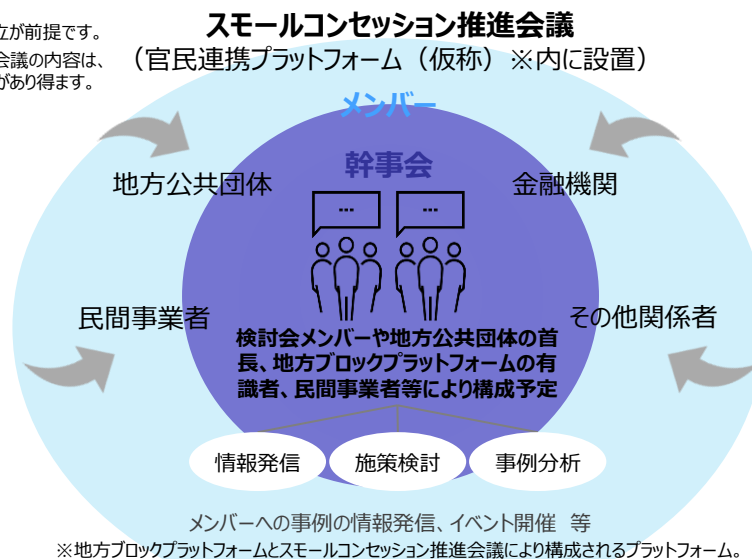 スモールコンセッション推進会議
（官民連携プラットフォーム（仮称）※内に設置）
立が前提です。
会議の内容は、
があり得ます。
メンバー
幹事会
地方公共団体
金融機関
...
...
民間事業者
その他関係者
検討会メンバーや地方公共団体の首
長、地方ブロックプラットフォームの有
識者、民間事業者等により構成予定
情報発信
施策検討
事例分析
メンバーへの事例の情報発信、イベント開催 等
※地方ブロックプラットフォームとスモールコンセッション推進会議により構成されるプラットフォーム。